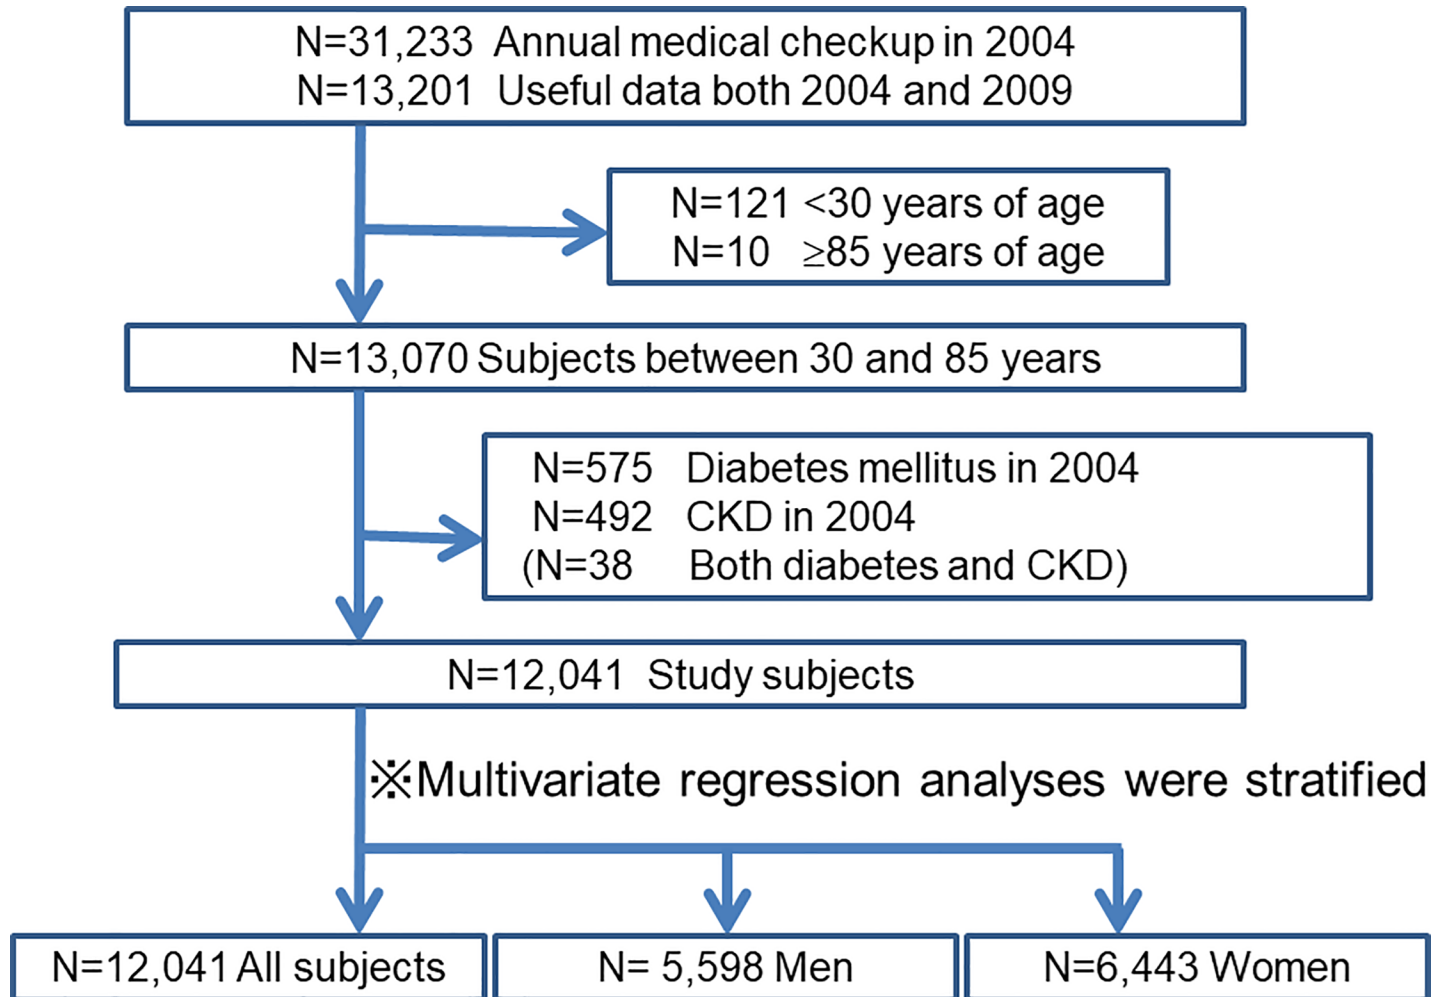 N=31,233 Annual medical checkup in 2004
N=13,201 Useful data both 2004 and 2009
N=121 <30 years of age
N=10 ≥85 years of age
N=13,070 Subjects between 30 and 85 years
N=575 Diabetes mellitus in 2004
N=492 CKD in 2004
(N=38 Both diabetes and CKD)
N=12,041 Study subjects
※Multivariate regression analyses were stratified
N=12,041 All subjects
N= 5,598 Men
N=6,443 Women